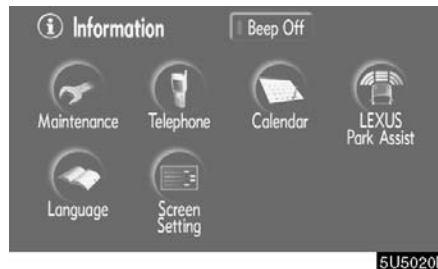 i Information
Beep Off
Maintenance
Telephone
Calendar
LEXUS
Park Assist
Language
Screen
Setting
5U5020